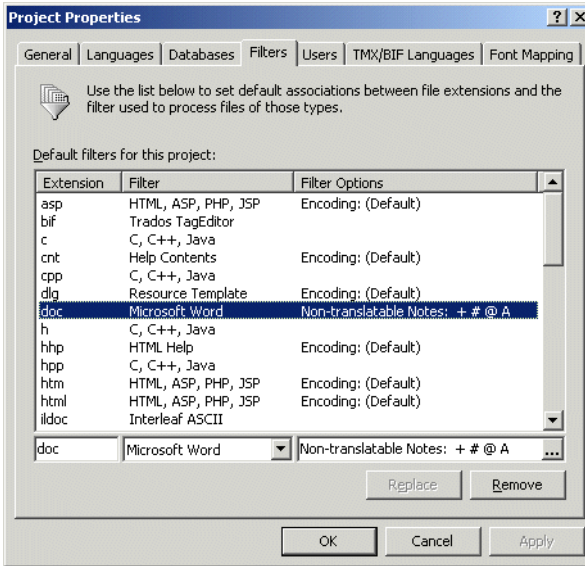 Project Properties
General Languages Databases Filters Users TMX/BIF Languages Font Mapping
Use the list below to set default associations between file extensions and the
filter used to process files of those types.
Default filters for this project:
Extension Filter Filter Options
asp HTML, ASP, PHP, JSP Encoding: (Default)
bif Trados TagEditor
c C, C++, Java
cnt Help Contents Encoding: (Default)
cpp C, C++, Java
dlg Resource Template Encoding: (Default)
doc Microsoft Word Non-translatable Notes: + # @ A
h C, C++, Java
hhp HTML Help Encoding: (Default)
hpp C, C++, Java
htm HTML, ASP, PHP, JSP Encoding: (Default)
html HTML, ASP, PHP, JSP Encoding: (Default)
ildoc Interleaf ASCII
doc Microsoft Word Non-translatable Notes: + # @ A ...
Replace Remove
OK Cancel Apply